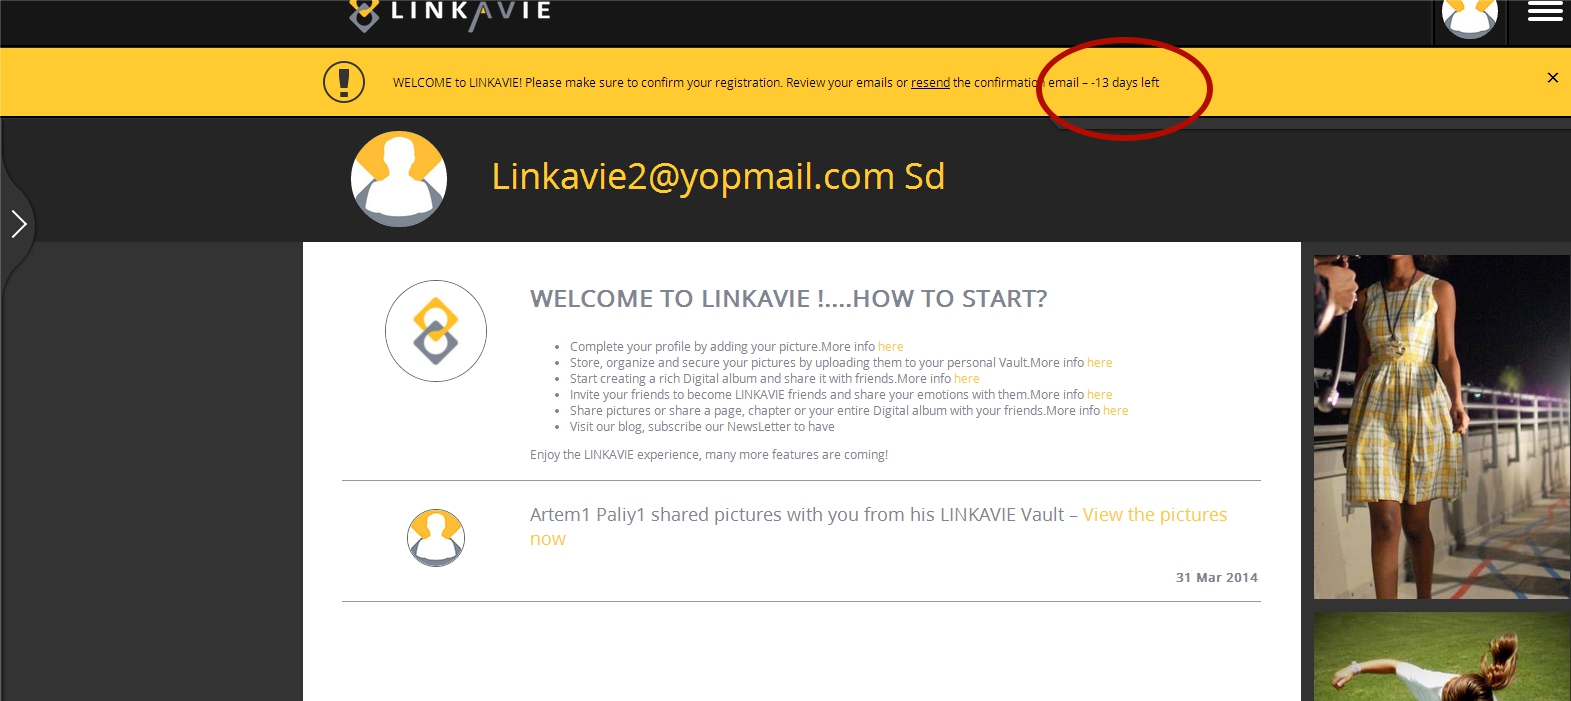 LINKAVIE
WELCOME to LINKAVIE! Please make sure to confirm your registration. Review your emails or resend the confirmation email – -13 days left
Linkavie2@yopmail.com Sd
WELCOME TO LINKAVIE !....HOW TO START?
Complete your profile by adding your picture.More info here
Store, organize and secure your pictures by uploading them to your personal Vault.More info here
Start creating a rich Digital album and share it with friends.More info here
Invite your friends to become LINKAVIE friends and share your emotions with them.More info here
Share pictures or share a page, chapter or your entire Digital album with your friends.More info here
Visit our blog, subscribe our NewsLetter to have
Enjoy the LINKAVIE experience, many more features are coming!
Artem1 Paliy1 shared pictures with you from his LINKAVIE Vault – View the pictures
now
31 Mar 2014